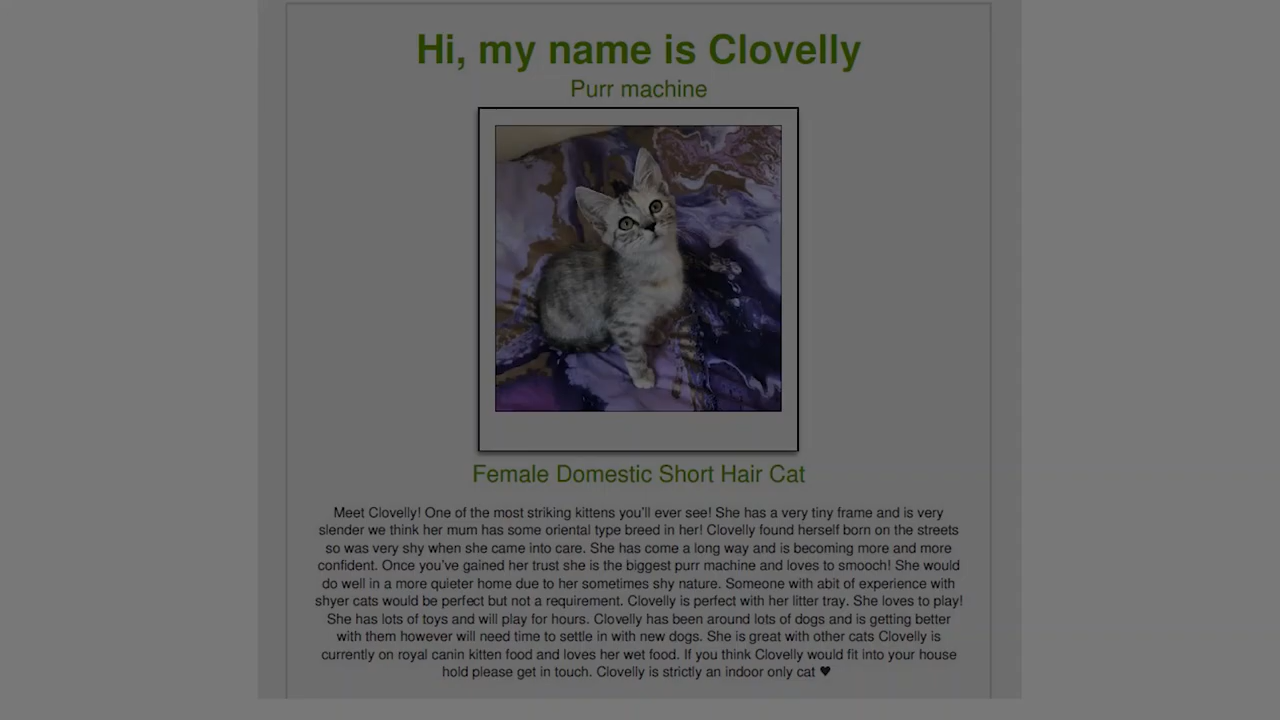 Hi, my name is Clovelly
Purr machine
Female Domestic Short Hair Cat
Meet Clovelly! One of the most striking kittens you'll ever see! She has a very tiny frame and is very
slender we think her mum has some oriental type breed in her! Clovelly found herself born on the streets
so was very shy when she came into care. She has come a long way and is becoming more and more
confident. Once you've gained her trust she is the biggest purr machine and loves to smooch! She would
do well in a more quieter home due to her sometimes shy nature. Someone with abit of experience with
shyer cats would be perfect but not a requirement. Clovelly is perfect with her litter tray. She loves to play!
She has lots of toys and will play for hours. Clovelly has been around lots of dogs and is getting better
with them however will need time to settle in with new dogs. She is great with other cats Clovelly is
currently on royal canin kitten food and loves her wet food. If you think Clovelly would fit into your house
hold please get in touch. Clovelly is strictly an indoor only cat ♥